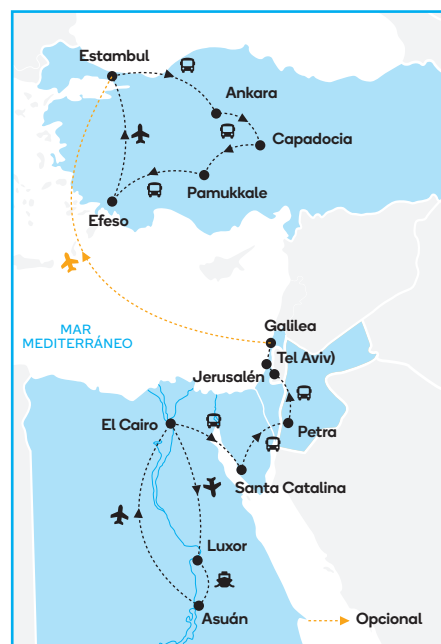 Estambul
Ankara
Capadocia
Pamukkale
Efeso
MAR
MEDITERRÁNEO
Galilea
Tel Aviv)
Jerusalén
El Cairo
Petra
Santa Catalina
Luxor
Asuán
Opcional